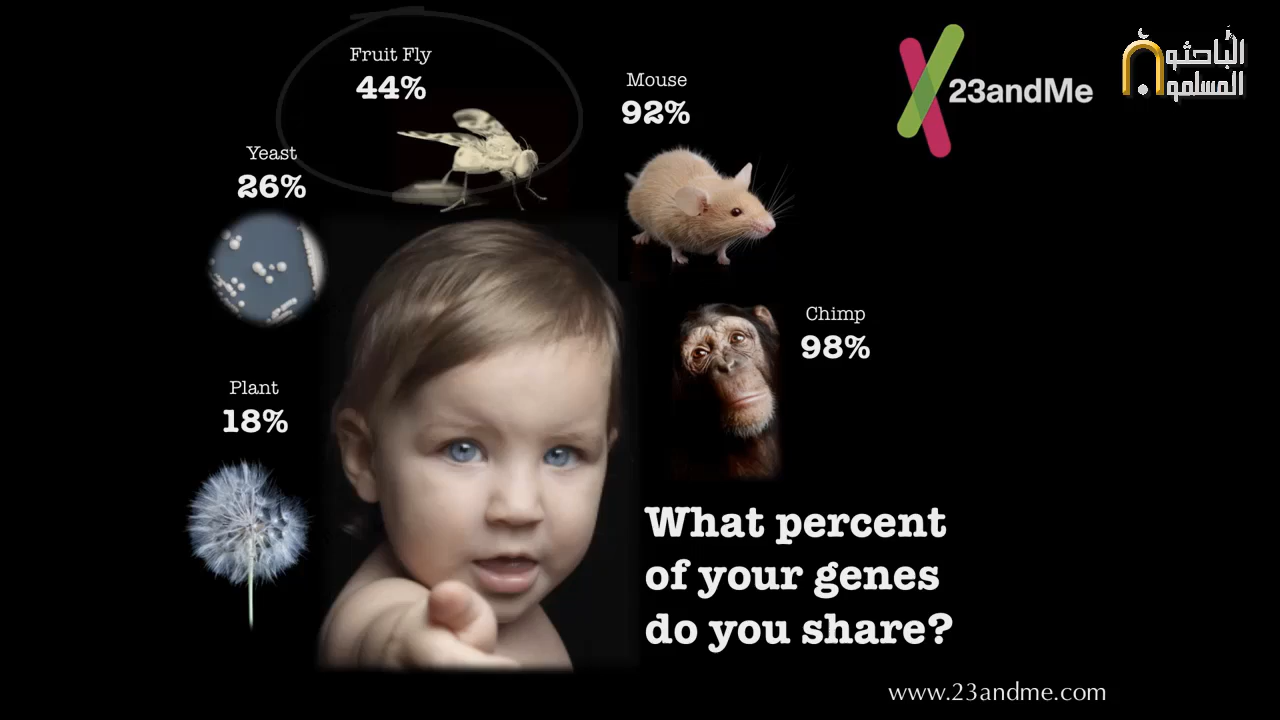 Fruit Fly
44%
Mouse
92%
23andMe
الباحثون
المسلمون
Yeast
26%
Chimp
98%
Plant
18%
What percent
of your genes
do you share?
www.23andme.com